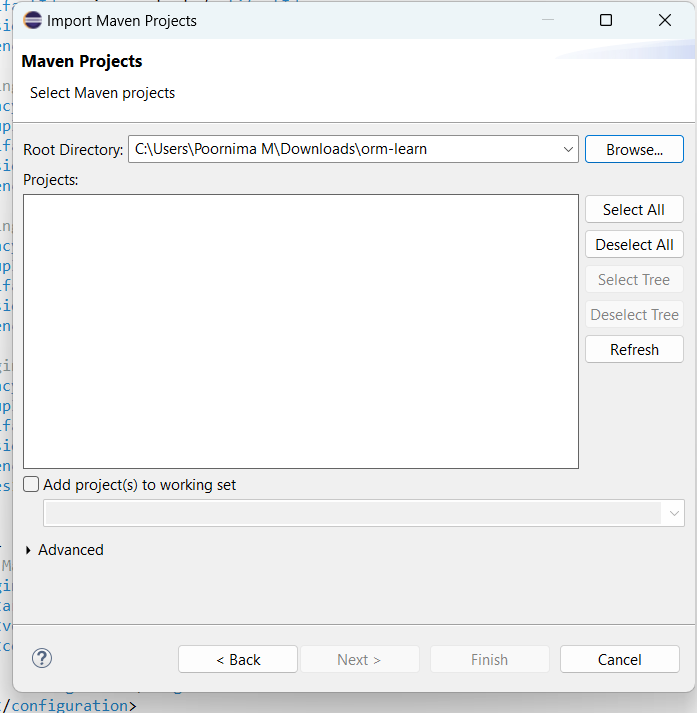 Import Maven Projects
Maven Projects
Select Maven projects
Root Directory: C:\Users\Poornima M\Downloads\orm-learn Browse...
Projects:
Select All
Deselect All
Select Tree
Deselect Tree
Refresh
Add project(s) to working set
Advanced
? < Back Next > Finish Cancel
/configuration>